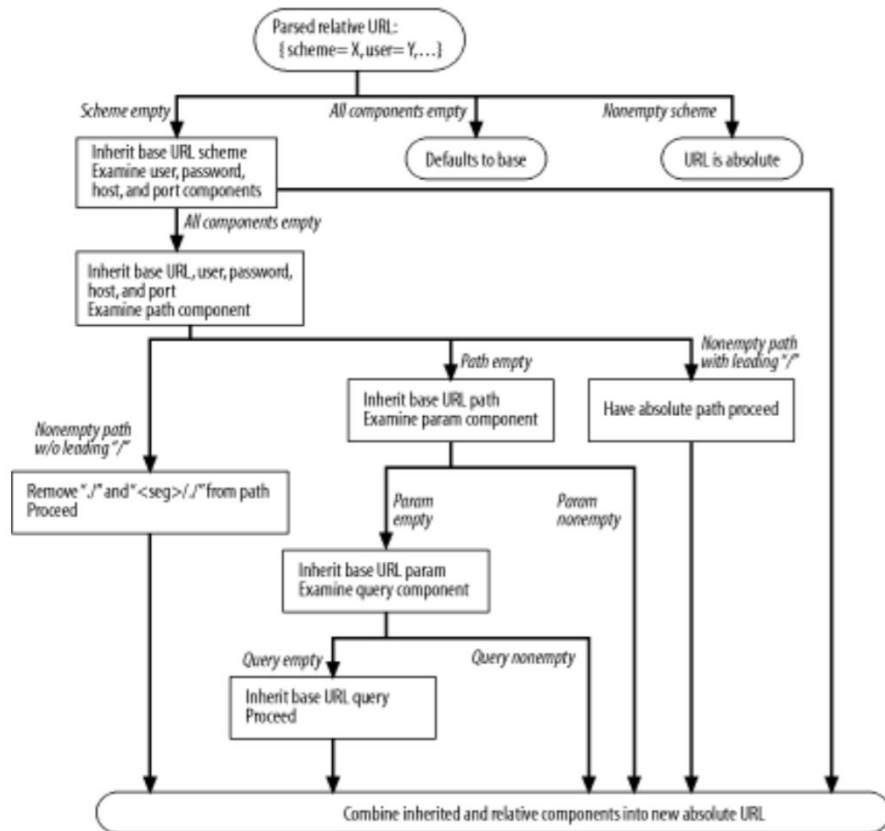 Parsed relative URL:
{ scheme= X, user= Y,...}
Scheme empty
All components empty
Nonempty scheme
Inherit base URL scheme
Examine user, password,
host, and port components
Defaults to base
URL is absolute
All components empty
Inherit base URL, user, password,
host, and port
Examine path component
Nonempty path
w/o leading "/"
Path empty
Nonempty path
with leading "/"
Inherit base URL path
Examine param component
Have absolute path proceed
Remove "./" and "<seg>/./" from path
Proceed
Param
empty
Param
nonempty
Inherit base URL param
Examine query component
Query empty
Query nonempty
Inherit base URL query
Proceed
Combine inherited and relative components into new absolute URL